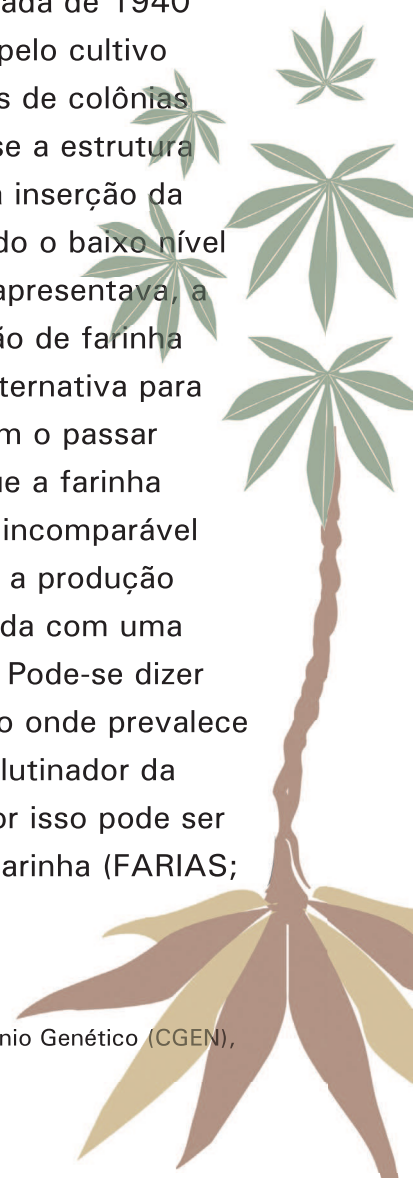 ada de 1940
pelo cultivo
s de colônias
se a estrutura
a inserção da
do o baixo nível
apresentava, a
ão de farinha
ternativa para
m o passar
ue a farinha
incomparável
a produção
da com uma
Pode-se dizer
o onde prevalece
lutinador da
or isso pode ser
arinha (FARIAS;
nio Genético (CGEN),